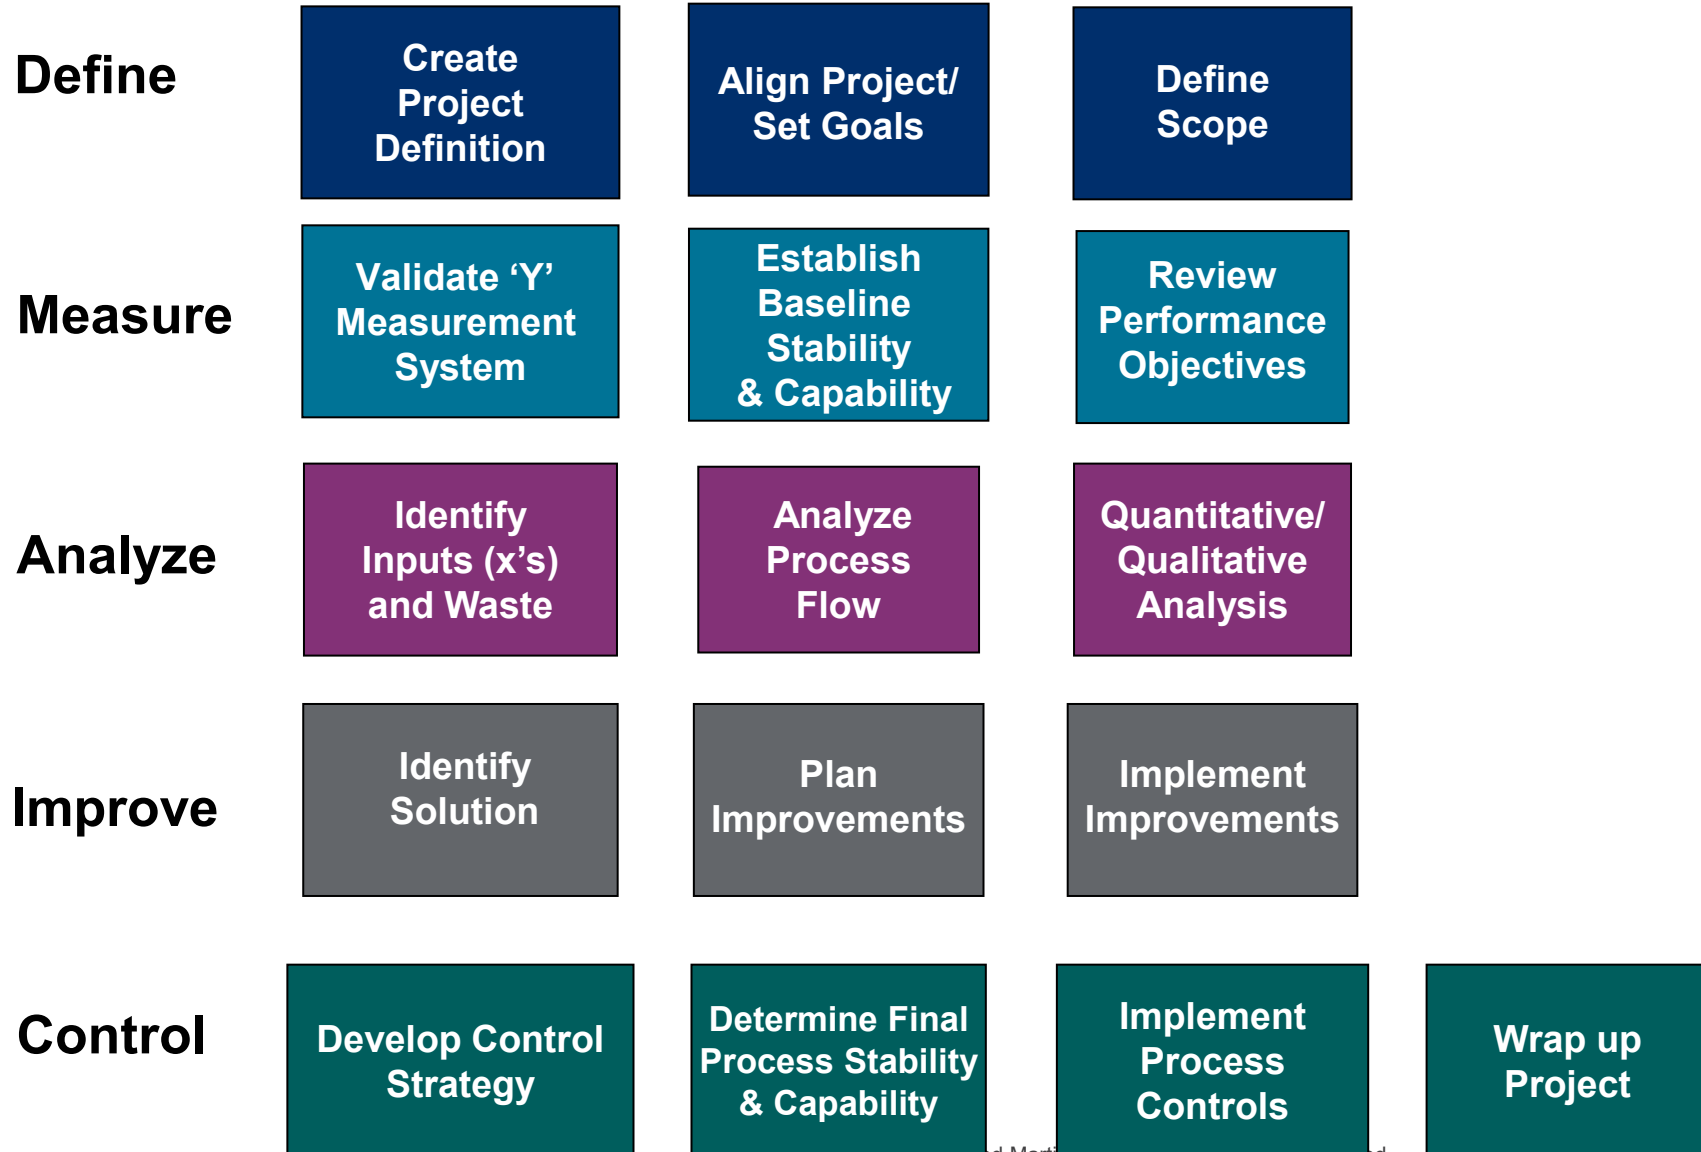 Define
Create
Project
Definition
Align Project/
Set Goals
Define
Scope
Measure
Validate ‘Y’
Measurement
System
Establish
Baseline
Stability
& Capability
Review
Performance
Objectives
Analyze
Identify
Inputs (x’s)
and Waste
Analyze
Process
Flow
Quantitative/
Qualitative
Analysis
Improve
Identify
Solution
Plan
Improvements
Implement
Improvements
Control
Develop Control
Strategy
Determine Final
Process Stability
& Capability
Implement
Process
Controls
Wrap up
Project